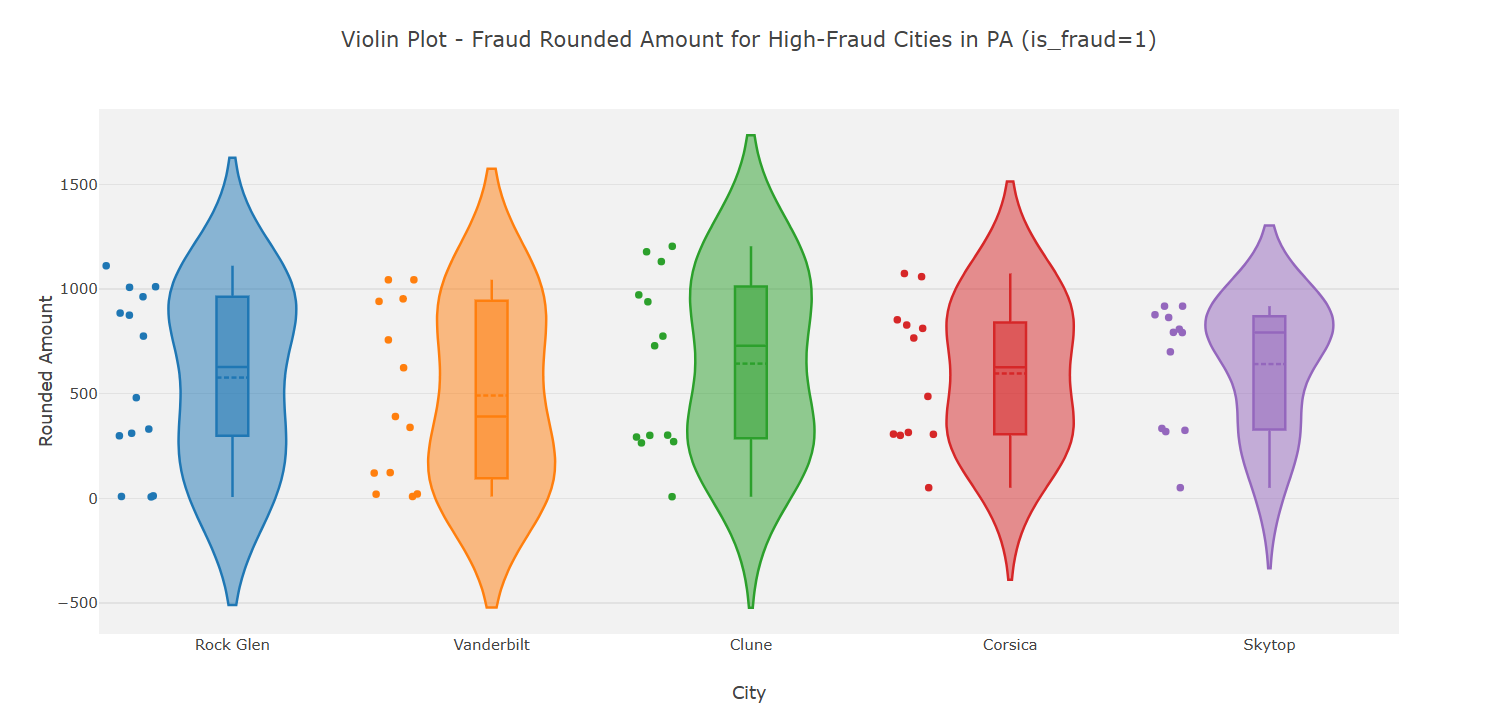 Violin Plot - Fraud Rounded Amount for High-Fraud Cities in PA (is_fraud=1)
1500
1000
500
0
−500
Rounded Amount
Rock Glen
Vanderbilt
Clune
Corsica
Skytop
City